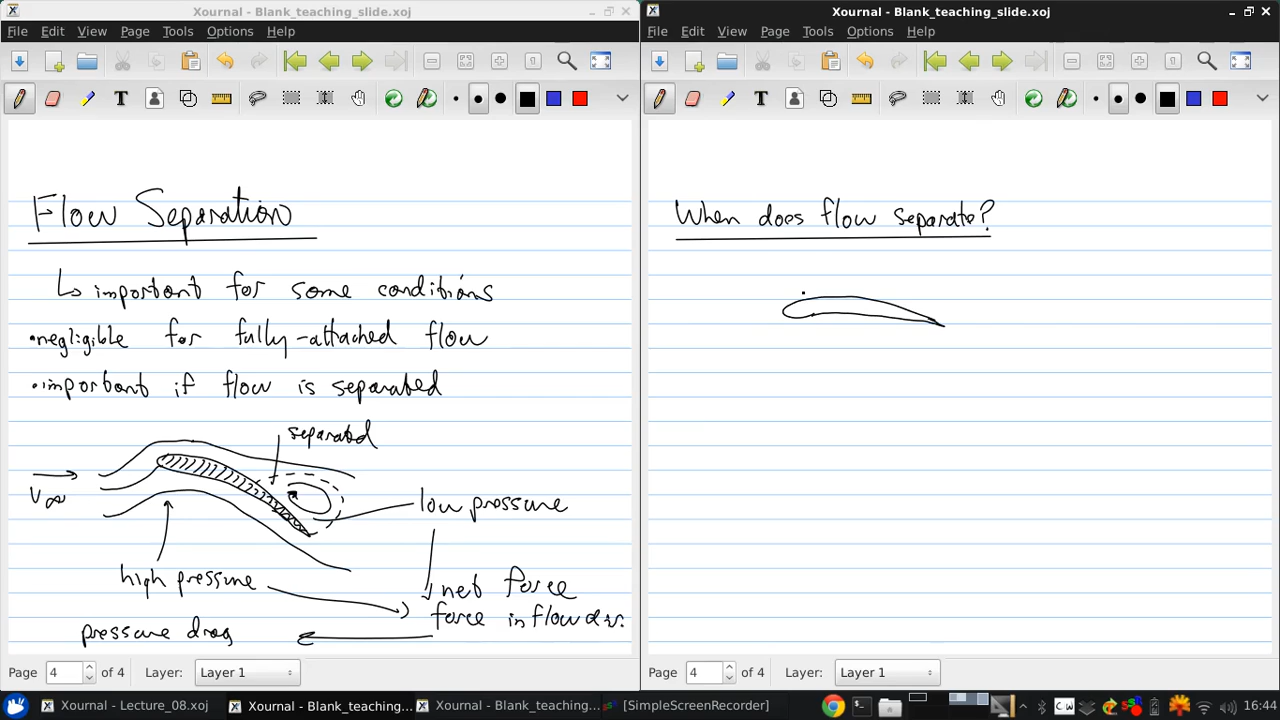 Xournal - Blank_teaching_slide.xoj
File Edit View Page Tools Options Help
Flow Separation
important for some conditions
•negligible for fully-attached flow
•important if flow is separated
separated
V∞
low pressure
high pressure
net force
force in flow dir.
pressure drag
Page 4 of 4 Layer: Layer 1
Xournal - Blank_teaching_slide.xoj
File Edit View Page Tools Options Help
When does flow separate?
Page 4 of 4 Layer: Layer 1
Xournal - Lecture_08.xoj
Xournal - Blank_teaching...
Xournal - Blank_teaching...
[SimpleScreenRecorder]
16:44